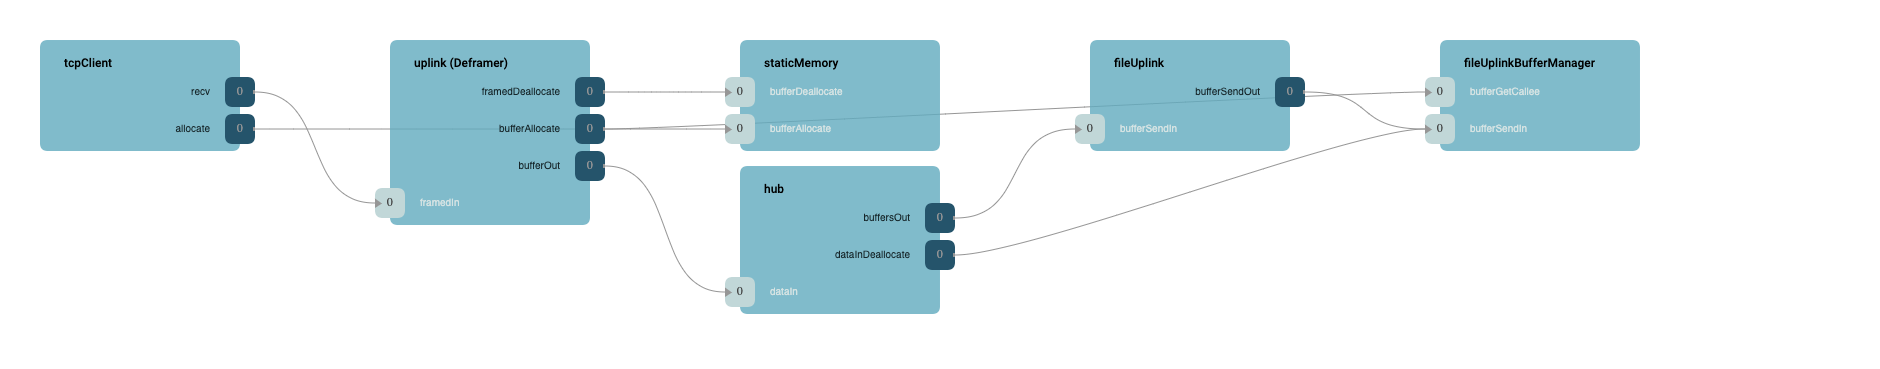 tcpClient
recv
0
allocate
0
uplink (Deframer)
framedDeallocate
0
bufferAllocate
0
bufferOut
0
0
framedIn
staticMemory
0
bufferDeallocate
0
bufferAllocate
hub
buffersOut
0
dataInDeallocate
0
0
dataIn
fileUplink
bufferSendOut
0
0
bufferSendIn
fileUplinkBufferManager
0
bufferGetCallee
0
bufferSendIn